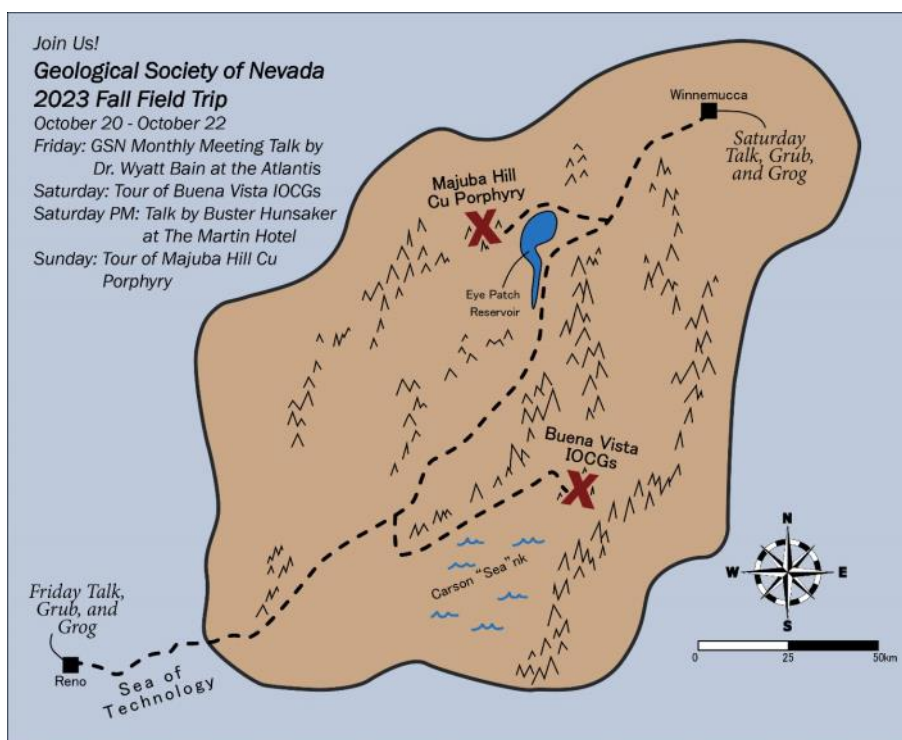 Join Us!
Geological Society of Nevada
2023 Fall Field Trip
October 20 - October 22
Friday: GSN Monthly Meeting Talk by
Dr. Wyatt Bain at the Atlantis
Saturday: Tour of Buena Vista IOCGs
Saturday PM: Talk by Buster Hunsaker
at The Martin Hotel
Sunday: Tour of Majuba Hill Cu
Porphyry
Winnemucca
Saturday
Talk, Grub,
and Grog
Majuba Hill
Cu Porphyry
X
Eye Patch
Reservoir
Buena Vista
IOCGs
X
Carson "Sea"nk
Friday Talk,
Grub, and
Grog
Reno
Sea of
Technology
N
W
E
S
0
25
50km